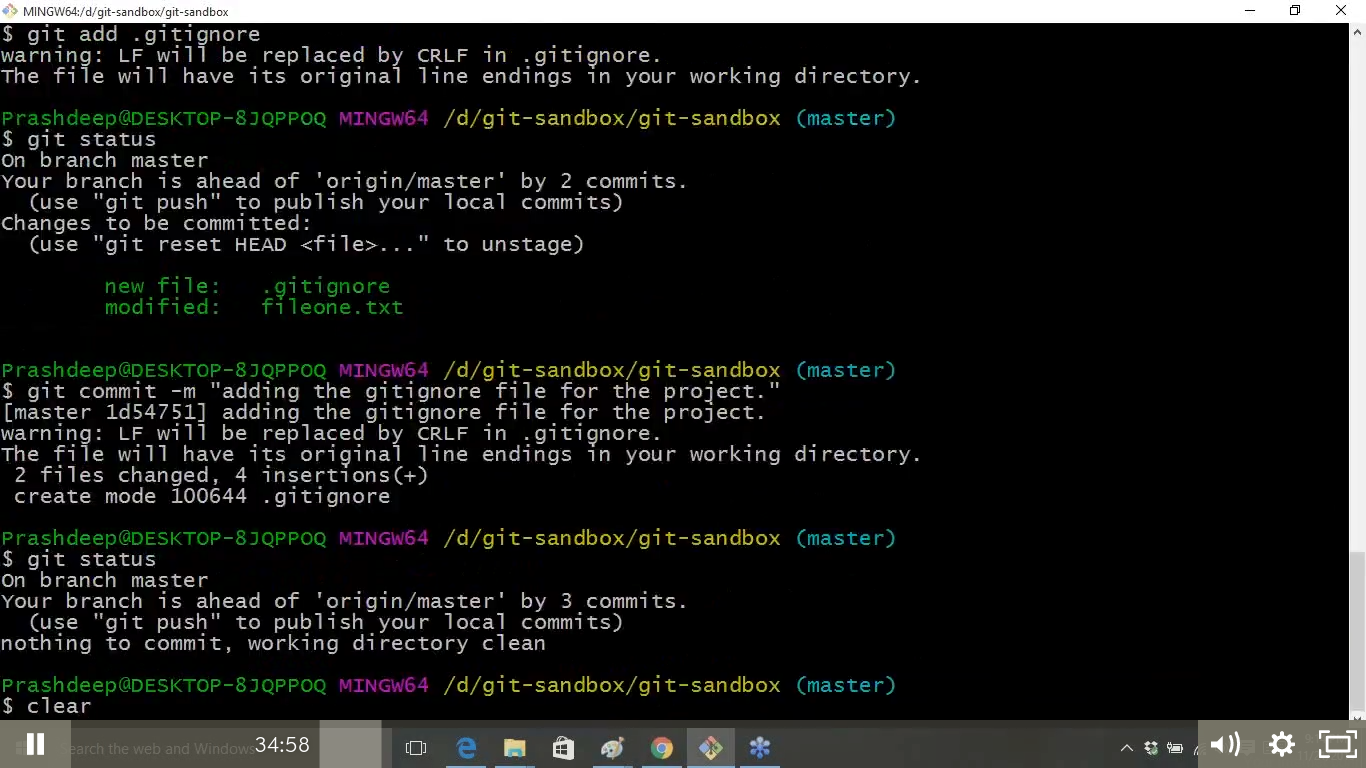 MINGW64:/d/git-sandbox/git-sandbox
$ git add .gitignore
warning: LF will be replaced by CRLF in .gitignore.
The file will have its original line endings in your working directory.
Prashdeep@DESKTOP-8JQPPOQ MINGW64 /d/git-sandbox/git-sandbox (master)
$ git status
On branch master
Your branch is ahead of 'origin/master' by 2 commits.
(use "git push" to publish your local commits)
Changes to be committed:
(use "git reset HEAD <file>..." to unstage)
new file: .gitignore
modified: fileone.txt
Prashdeep@DESKTOP-8JQPPOQ MINGW64 /d/git-sandbox/git-sandbox (master)
$ git commit -m "adding the gitignore file for the project."
[master 1d54751] adding the gitignore file for the project.
warning: LF will be replaced by CRLF in .gitignore.
The file will have its original line endings in your working directory.
2 files changed, 4 insertions(+)
create mode 100644 .gitignore
Prashdeep@DESKTOP-8JQPPOQ MINGW64 /d/git-sandbox/git-sandbox (master)
$ git status
On branch master
Your branch is ahead of 'origin/master' by 3 commits.
(use "git push" to publish your local commits)
nothing to commit, working directory clean
Prashdeep@DESKTOP-8JQPPOQ MINGW64 /d/git-sandbox/git-sandbox (master)
$ clear
Search the web and Windows 34:58